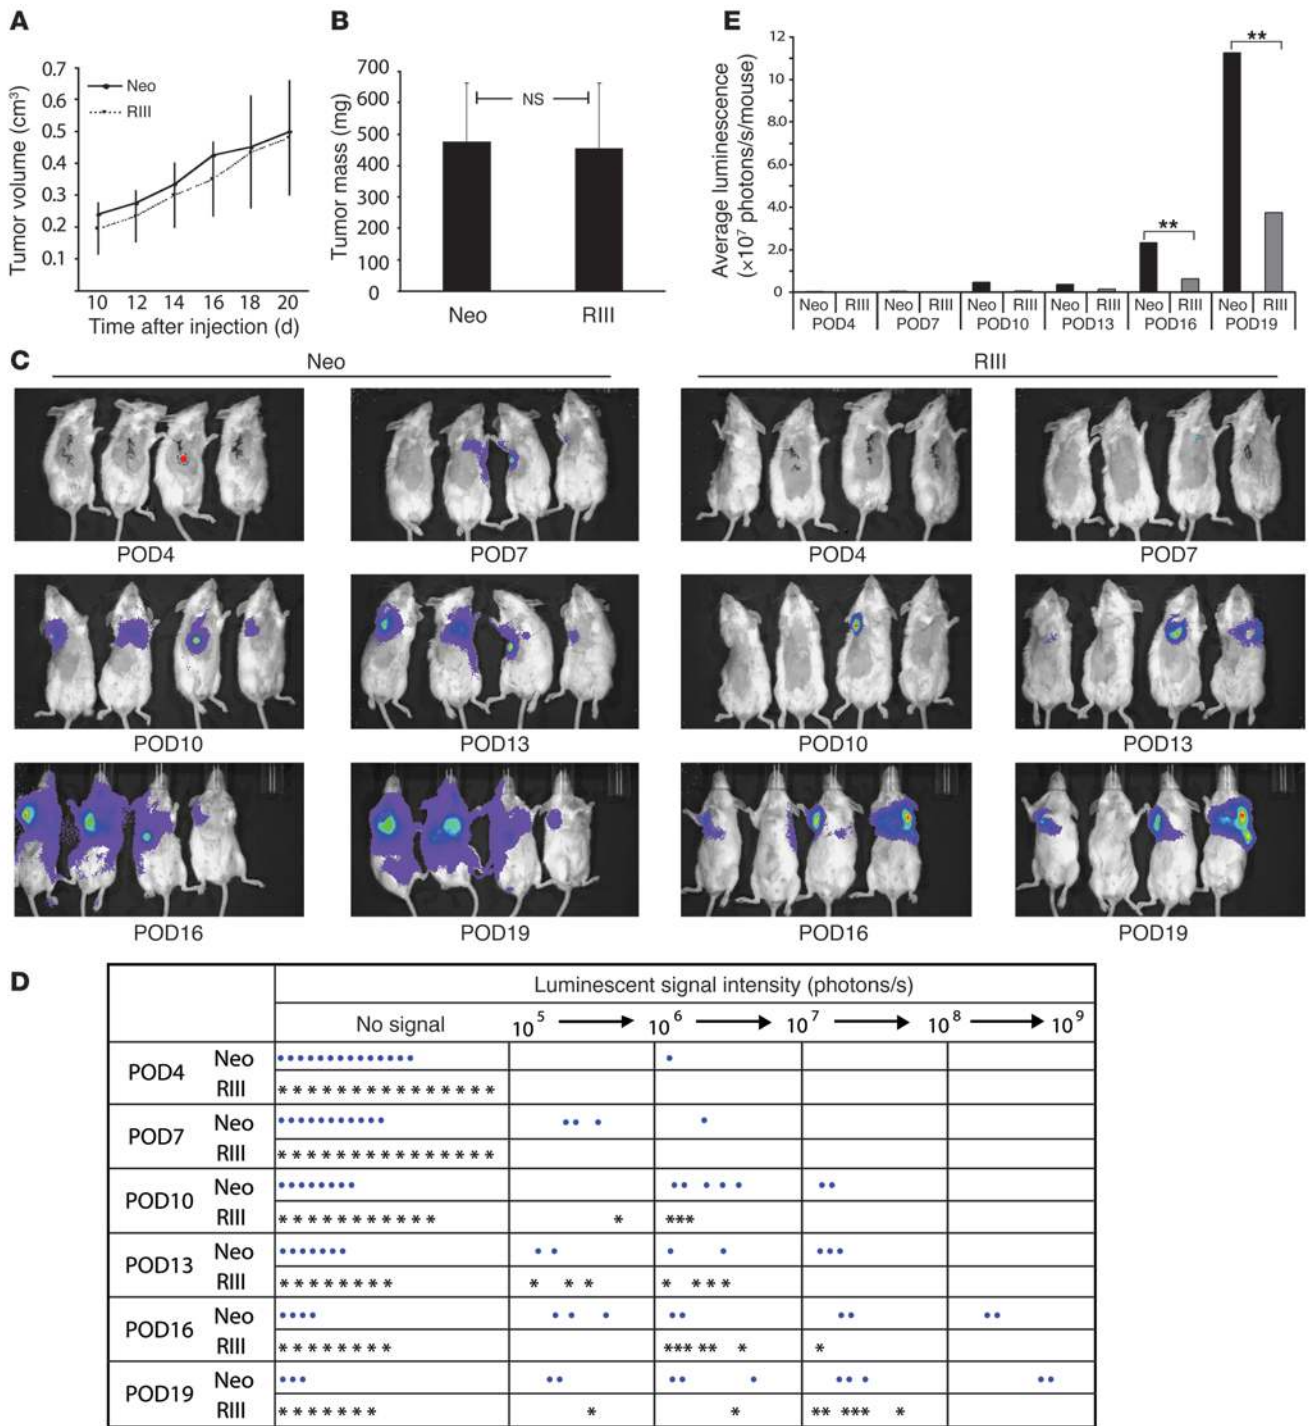 A
B
E
Tumor volume (cm³)
0.7
0.6
0.5
0.4
0.3
0.2
0.1
Neo
RIII
10 12 14 16 18 20
Time after injection (d)
Tumor mass (mg)
700
600
500
400
300
200
100
0
NS
Neo RIII
Average luminescence
(×10⁷ photons/s/mouse)
12
10
8.0
6.0
4.0
2.0
0
**
**
Neo RIII Neo RIII Neo RIII Neo RIII Neo RIII Neo RIII
POD4 POD7 POD10 POD13 POD16 POD19
C
Neo RIII
POD4 POD7 POD4 POD7
POD10 POD13 POD10 POD13
POD16 POD19 POD16 POD19
D
Luminescent signal intensity (photons/s)
No signal 10⁵ 10⁶ 10⁷ 10⁸ 10⁹
POD4
Neo
RIII
POD7
Neo
RIII
POD10
Neo
RIII
POD13
Neo
RIII
POD16
Neo
RIII
POD19
Neo
RIII